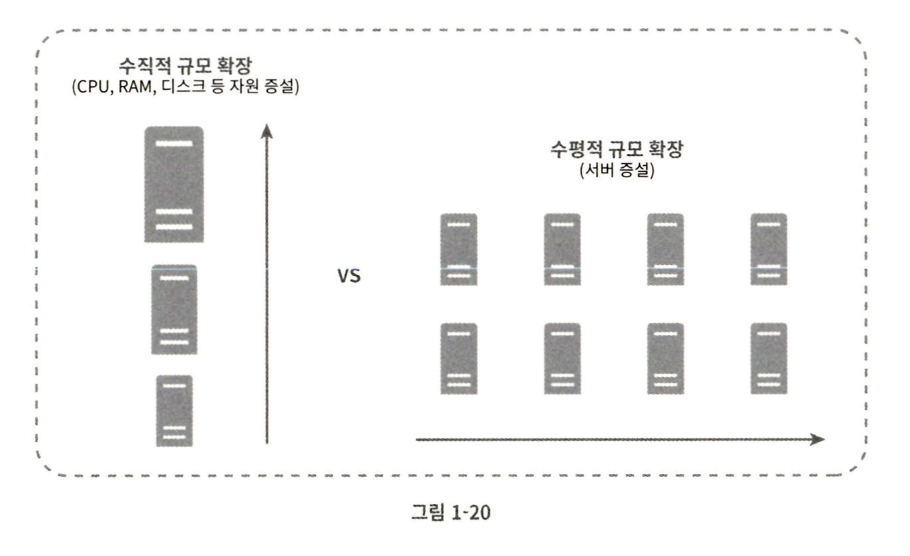 수직적 규모 확장
(CPU, RAM, 디스크 등 자원 증설)
수평적 규모 확장
(서버 증설)
VS
그림 1-20